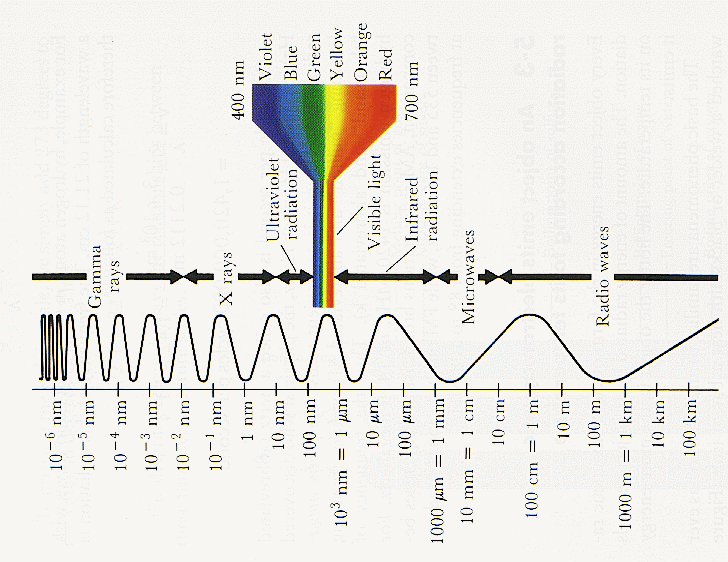 400 nm
Violet
Blue
Green
Yellow
Orange
Red
700 nm
Gamma
rays
X rays
Ultraviolet
radiation
Visible light
Infrared
radiation
Microwaves
Radio waves
10⁻⁶ nm
10⁻⁵ nm
10⁻⁴ nm
10⁻³ nm
10⁻² nm
10⁻¹ nm
1 nm
10 nm
100 nm
10³ nm = 1 μm
10 μm
100 μm
1000 μm = 1 mm
10 mm = 1 cm
10 cm
100 cm = 1 m
10 m
100 m
1000 m = 1 km
10 km
100 km